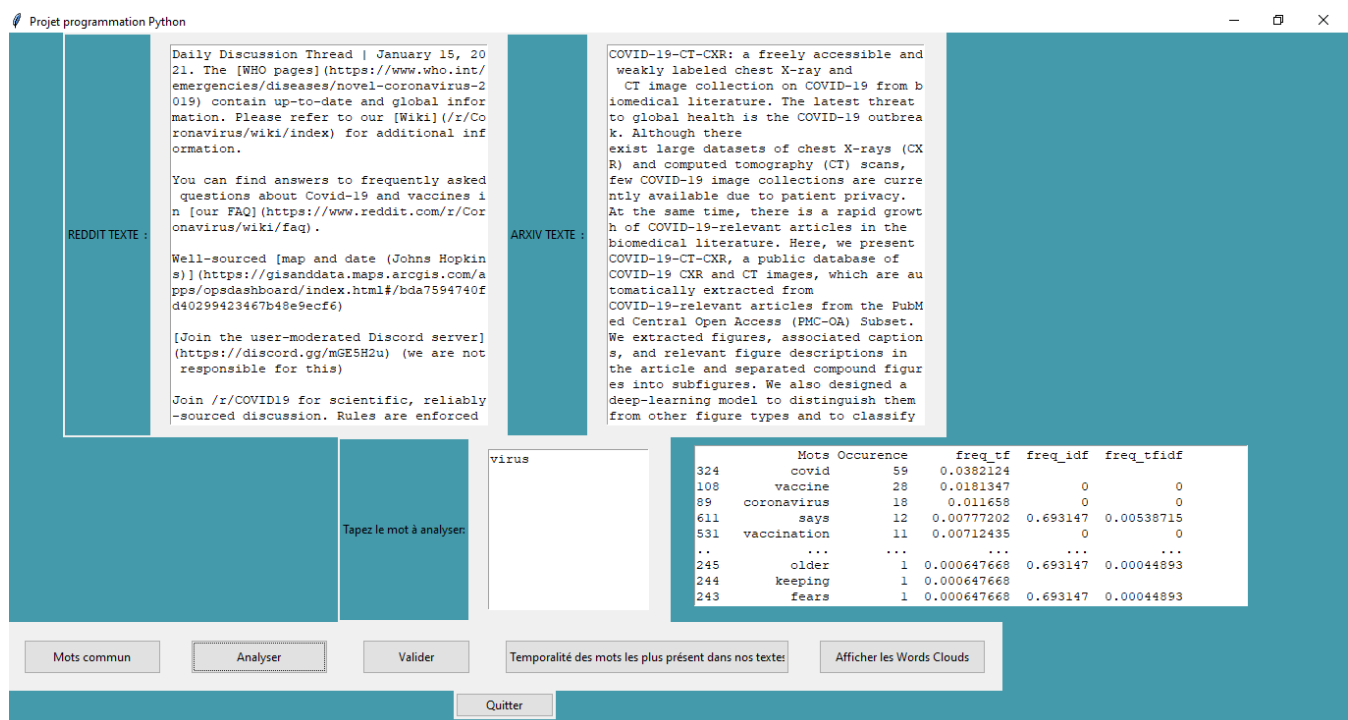 Projet programmation Python
REDDIT TEXTE :
Daily Discussion Thread | January 15, 20
21. The [WHO pages](https://www.who.int/
emergencies/diseases/novel-coronavirus-2
019) contain up-to-date and global infor
mation. Please refer to our [Wiki](/r/Co
ronavirus/wiki/index) for additional inf
ormation.
You can find answers to frequently asked
questions about Covid-19 and vaccines i
n [our FAQ](https://www.reddit.com/r/Cor
onavirus/wiki/faq).
Well-sourced [map and date (Johns Hopkin
s)](https://gisanddata.maps.arcgis.com/a
pps/opsdashboard/index.html#/bda7594740f
d40299423467b48e9ecf6)
[Join the user-moderated Discord server]
(https://discord.gg/mGE5H2u) (we are not
responsible for this)
Join /r/COVID19 for scientific, reliably
-sourced discussion. Rules are enforced
ARXIV TEXTE :
COVID-19-CT-CXR: a freely accessible and
weakly labeled chest X-ray and
CT image collection on COVID-19 from b
iomedical literature. The latest threat
to global health is the COVID-19 outbrea
k. Although there
exist large datasets of chest X-rays (CX
R) and computed tomography (CT) scans,
few COVID-19 image collections are curre
ntly available due to patient privacy.
At the same time, there is a rapid growt
h of COVID-19-relevant articles in the
biomedical literature. Here, we present
COVID-19-CT-CXR, a public database of
COVID-19 CXR and CT images, which are au
tomatically extracted from
COVID-19-relevant articles from the PubM
ed Central Open Access (PMC-OA) Subset.
We extracted figures, associated caption
s, and relevant figure descriptions in
the article and separated compound figur
es into subfigures. We also designed a
deep-learning model to distinguish them
from other figure types and to classify
Tapez le mot à analyser:
virus
Mots Occurence freq_tf freq_idf freq_tfidf
324 covid 59 0.0382124
108 vaccine 28 0.0181347 0 0
89 coronavirus 18 0.011658 0 0
611 says 12 0.00777202 0.693147 0.00538715
531 vaccination 11 0.00712435 0 0
.. ... ... ... ... ...
245 older 1 0.000647668 0.693147 0.00044893
244 keeping 1 0.000647668
243 fears 1 0.000647668 0.693147 0.00044893
Mots commun
Analyser
Valider
Temporalité des mots les plus présent dans nos textes
Afficher les Words Clouds
Quitter